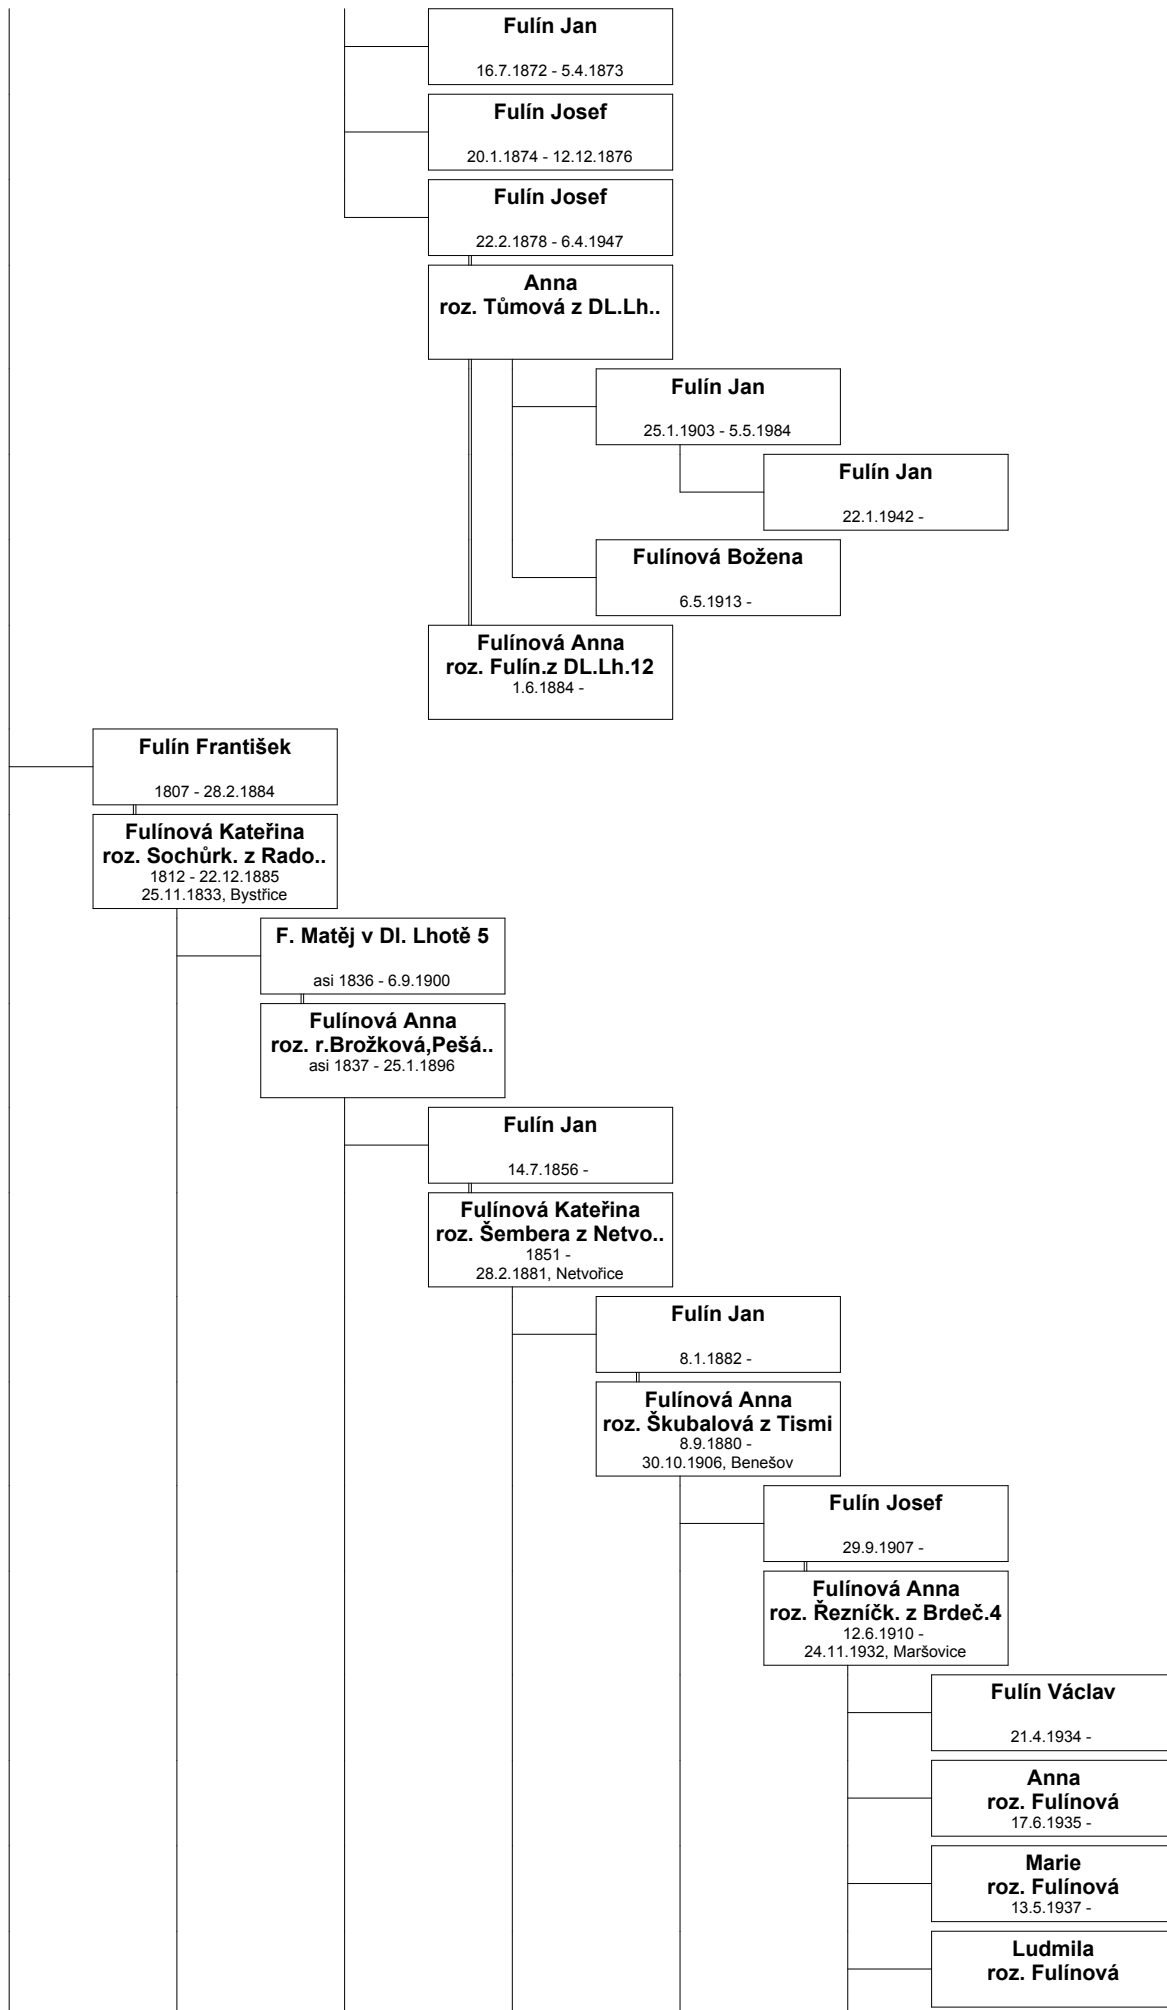 Fulín Jan
16.7.1872 - 5.4.1873
Fulín Josef
20.1.1874 - 12.12.1876
Fulín Josef
22.2.1878 - 6.4.1947
Anna
roz. Tůmová z DL.Lh..
Fulín Jan
25.1.1903 - 5.5.1984
Fulín Jan
22.1.1942 -
Fulínová Božena
6.5.1913 -
Fulínová Anna
roz. Fulín.z DL.Lh.12
1.6.1884 -
Fulín František
1807 - 28.2.1884
Fulínová Kateřina
roz. Sochůrk. z Rado..
1812 - 22.12.1885
25.11.1833, Bystřice
F. Matěj v Dl. Lhotě 5
asi 1836 - 6.9.1900
Fulínová Anna
roz. r.Brožková,Pešá..
asi 1837 - 25.1.1896
Fulín Jan
14.7.1856 -
Fulínová Kateřina
roz. Šembera z Netvo..
1851 -
28.2.1881, Netvořice
Fulín Jan
8.1.1882 -
Fulínová Anna
roz. Škubalová z Tismi
8.9.1880 -
30.10.1906, Benešov
Fulín Josef
29.9.1907 -
Fulínová Anna
roz. Řezníčk. z Brdeč.4
12.6.1910 -
24.11.1932, Maršovice
Fulín Václav
21.4.1934 -
Anna
roz. Fulínová
17.6.1935 -
Marie
roz. Fulínová
13.5.1937 -
Ludmila
roz. Fulínová